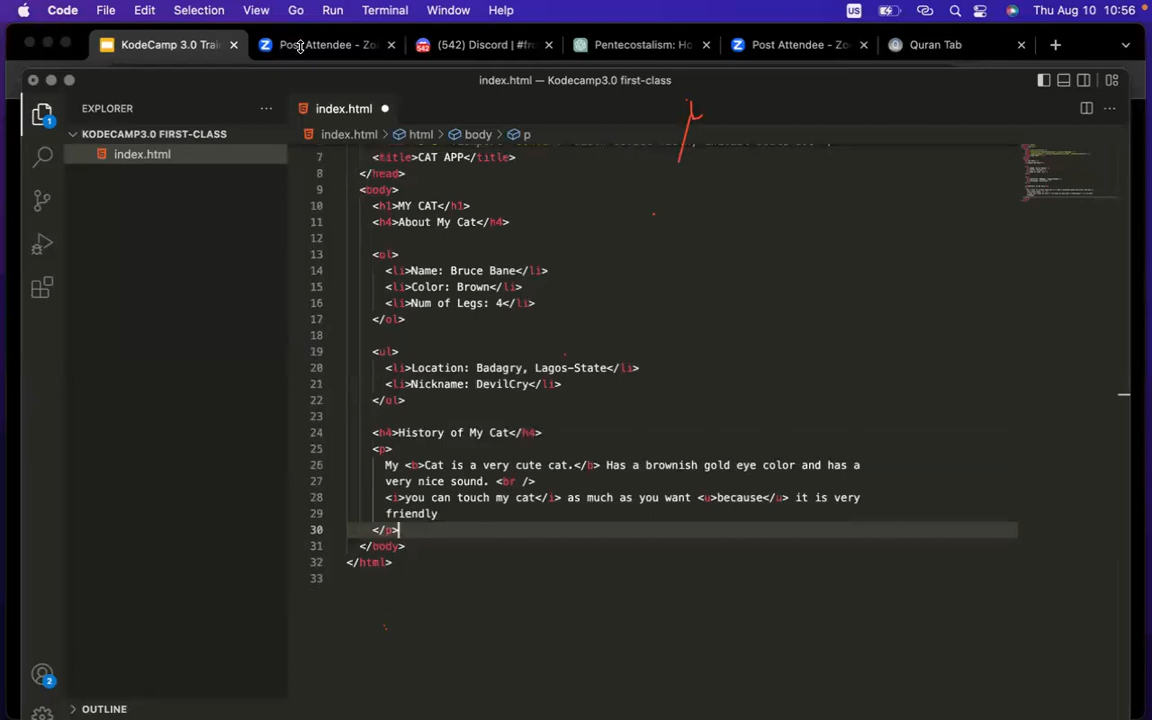 Code File Edit Selection View Go Run Terminal Window Help US Thu Aug 10 10:56
KodeCamp 3.0 Trai Post Attendee - Zo (542) Discord | #fro Pentecostalism: Ho Post Attendee - Zo Quran Tab
index.html — Kodecamp3.0 first-class
EXPLORER
index.html
KODECAMP3.0 FIRST-CLASS
index.html > html > body > p
index.html
7 <title>CAT APP</title>
8 </head>
9 <body>
10 <h1>MY CAT</h1>
11 <h4>About My Cat</h4>
12
13 <ol>
14 <li>Name: Bruce Bane</li>
15 <li>Color: Brown</li>
16 <li>Num of Legs: 4</li>
17 </ol>
18
19 <ul>
20 <li>Location: Badagry, Lagos-State</li>
21 <li>Nickname: DevilCry</li>
22 </ol>
23
24 <h4>History of My Cat</h4>
25 <p>
26 My <b>Cat is a very cute cat.</b> Has a brownish gold eye color and has a
27 very nice sound. <br />
28 <i>you can touch my cat</i> as much as you want <u>because</u> it is very
29 friendly
30 </p>
31 </body>
32 </html>
33
1
2
OUTLINE